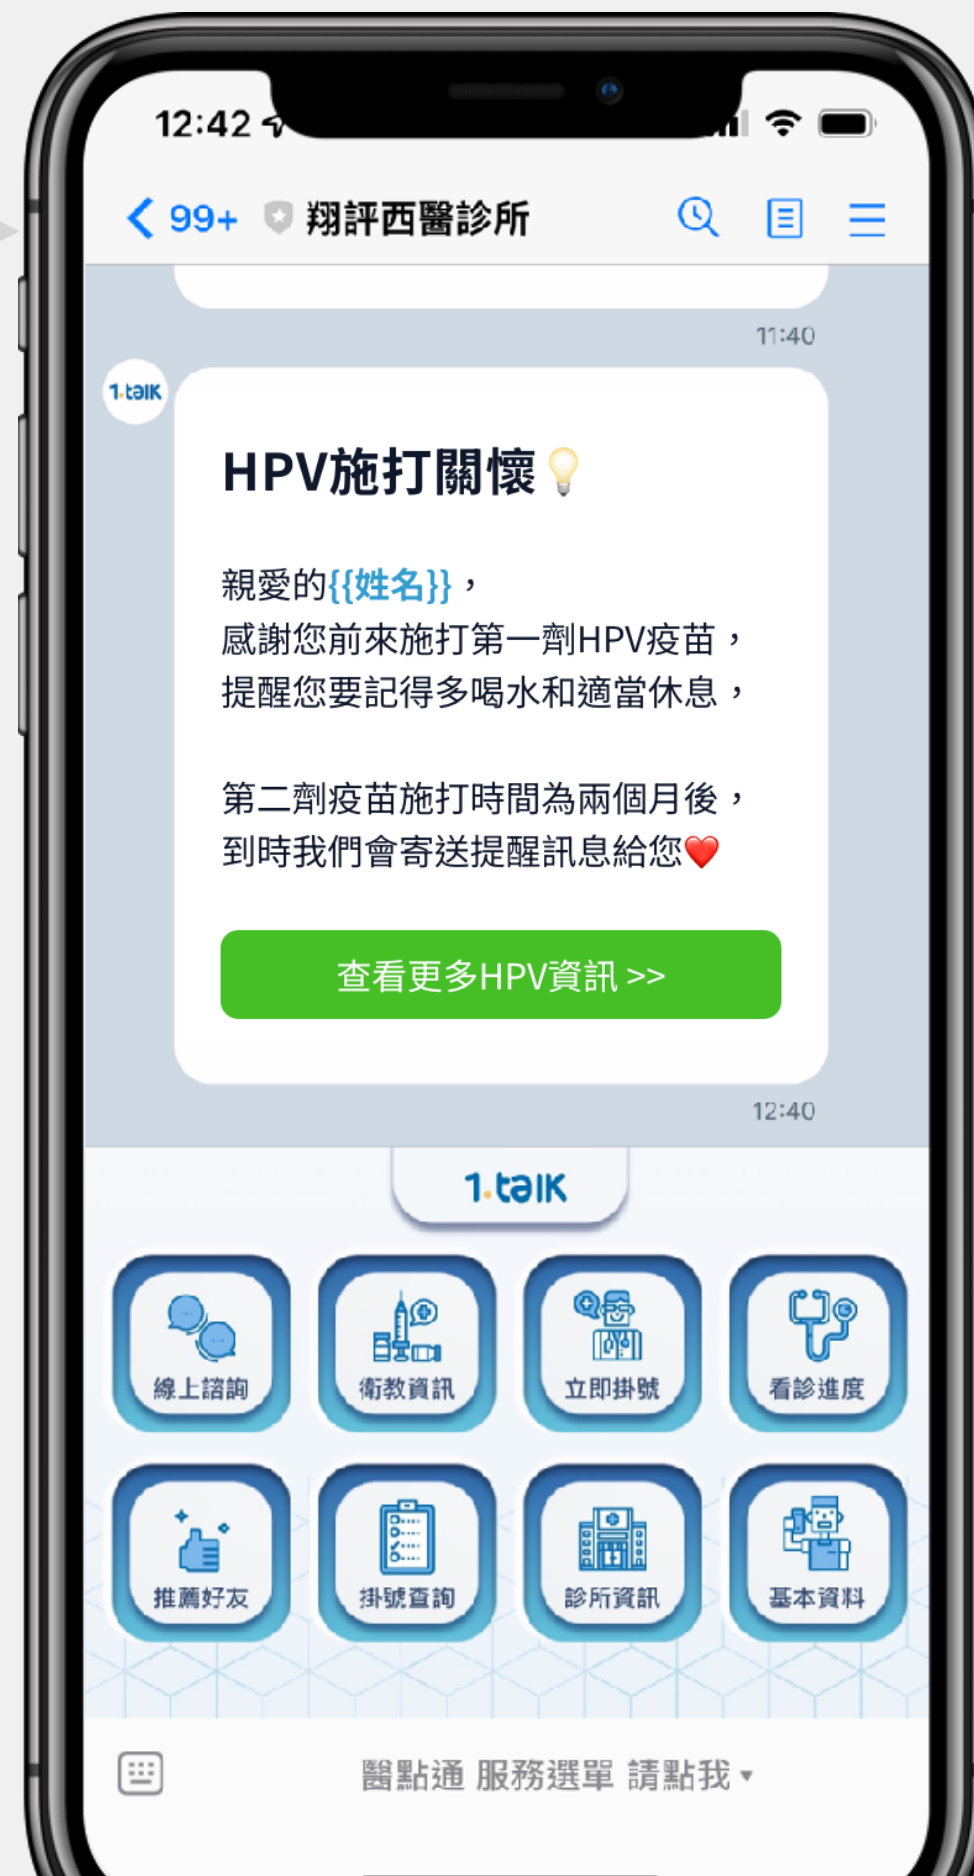 12:42
99+ 翔評西醫診所
11:40
1.talk
HPV施打關懷
親愛的{{姓名}},
感謝您前來施打第一劑HPV疫苗,
提醒您要記得多喝水和適當休息,
第二劑疫苗施打時間為兩個月後,
到時我們會寄送提醒訊息給您❤️
查看更多HPV資訊 >>
12:40
1.talk
線上諮詢
衛教資訊
立即掛號
看診進度
推薦好友
掛號查詢
診所資訊
基本資料
醫點通 服務選單 請點我 ▾